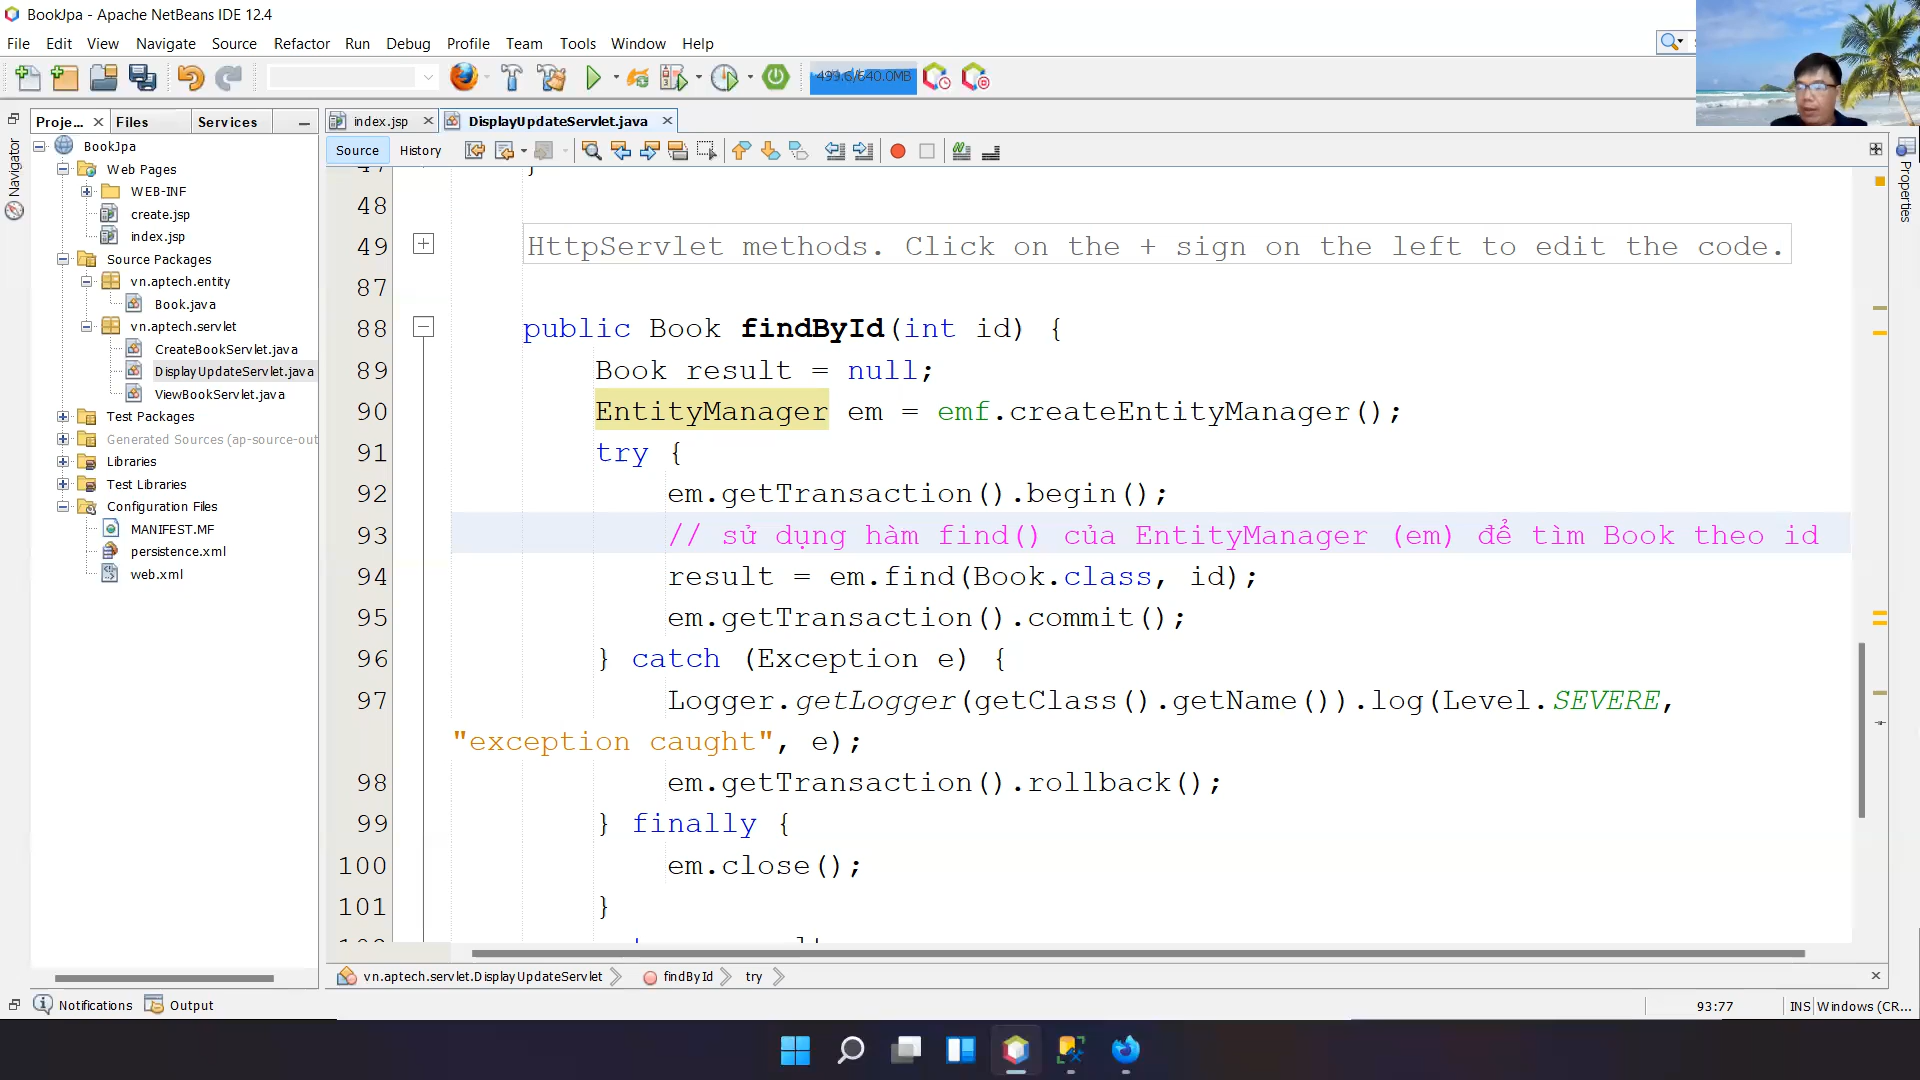 BookJpa - Apache NetBeans IDE 12.4
File Edit View Navigate Source Refactor Run Debug Profile Team Tools Window Help
499.6/640.0MB
Proje... Files Services
index.jsp DisplayUpdateServlet.java
Source History
Navigator
Properties
BookJpa
Web Pages
WEB-INF
create.jsp
index.jsp
Source Packages
vn.aptech.entity
Book.java
vn.aptech.servlet
CreateBookServlet.java
DisplayUpdateServlet.java
ViewBookServlet.java
Test Packages
Generated Sources (ap-source-out
Libraries
Test Libraries
Configuration Files
MANIFEST.MF
persistence.xml
web.xml
47 }
48
49 HttpServlet methods. Click on the + sign on the left to edit the code.
87
88 public Book findById(int id) {
89 Book result = null;
90 EntityManager em = emf.createEntityManager();
91 try {
92 em.getTransaction().begin();
93 // sử dụng hàm find() của EntityManager (em) để tìm Book theo id
94 result = em.find(Book.class, id);
95 em.getTransaction().commit();
96 } catch (Exception e) {
97 Logger.getLogger(getClass().getName()).log(Level.SEVERE,
"exception caught", e);
98 em.getTransaction().rollback();
99 } finally {
100 em.close();
101 }
vn.aptech.servlet.DisplayUpdateServlet findById try
Notifications Output
93:77 INS Windows (CR...